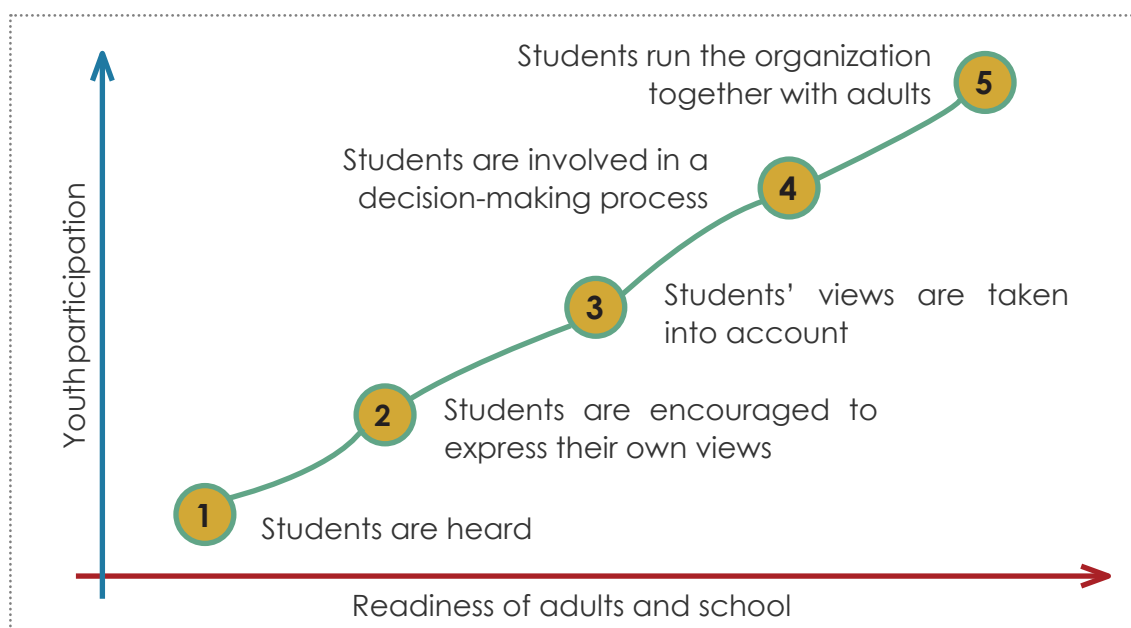 Students run the organization
together with adults
5
Students are involved in a
decision-making process
4
3
Students’ views are taken
into account
2
Students are encouraged to
express their own views
1
Students are heard
Youth participation
Readiness of adults and school